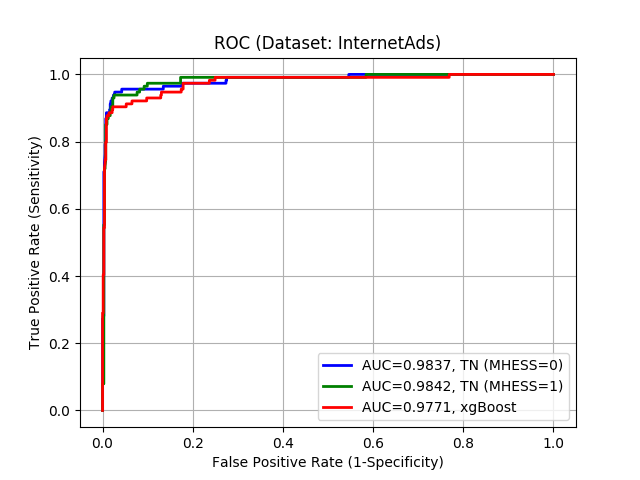 ROC (Dataset: InternetAds)
True Positive Rate (Sensitivity)
1.0
0.8
0.6
0.4
0.2
0.0
AUC=0.9837, TN (MHESS=0)
AUC=0.9842, TN (MHESS=1)
AUC=0.9771, xgBoost
0.0 0.2 0.4 0.6 0.8 1.0
False Positive Rate (1-Specificity)